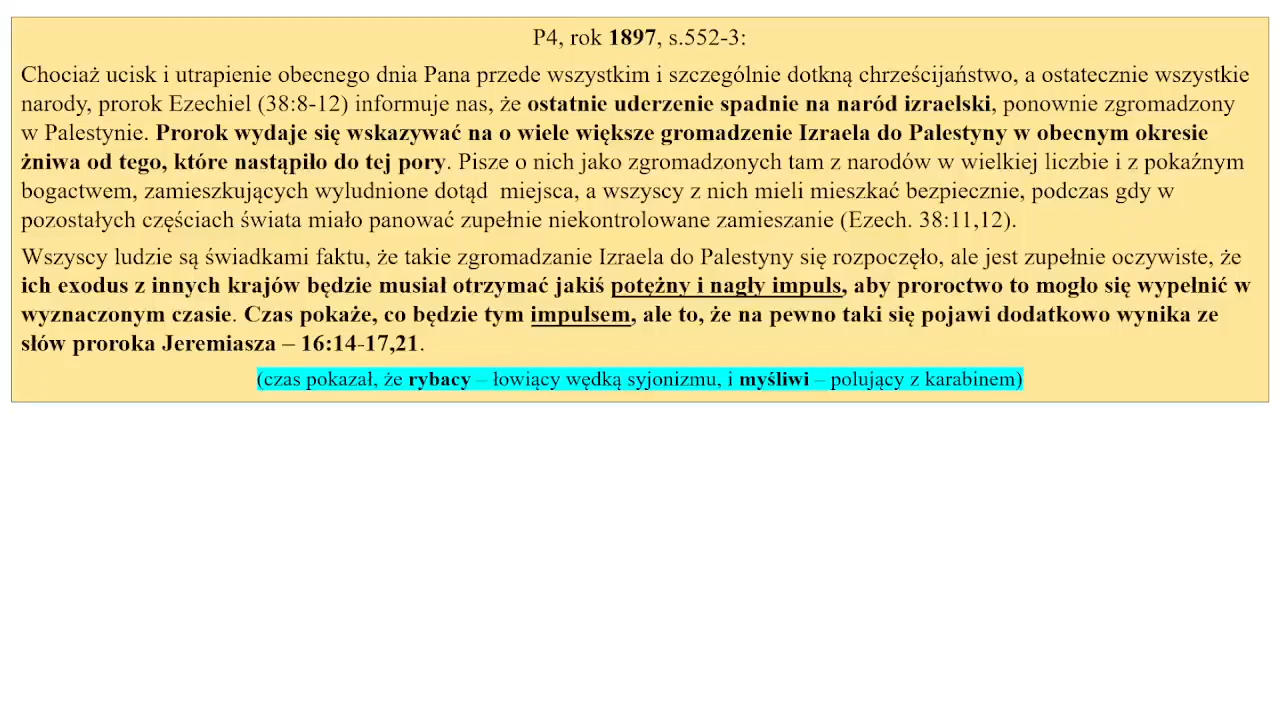 P4, rok 1897, s.552-3:
Chociaż ucisk i utrapienie obecnego dnia Pana przede wszystkim i szczególnie dotkną chrześcijaństwo, a ostatecznie wszystkie
narody, prorok Ezechiel (38:8-12) informuje nas, że ostatnie uderzenie spadnie na naród izraelski, ponownie zgromadzony
w Palestynie. Prorok wydaje się wskazywać na o wiele większe gromadzenie Izraela do Palestyny w obecnym okresie
żniwa od tego, które nastąpiło do tej pory. Pisze o nich jako zgromadzonych tam z narodów w wielkiej liczbie i z pokaźnym
bogactwem, zamieszkujących wyludnione dotąd miejsca, a wszyscy z nich mieli mieszkać bezpiecznie, podczas gdy w
pozostałych częściach świata miało panować zupełnie niekontrolowane zamieszanie (Ezech. 38:11,12).
Wszyscy ludzie są świadkami faktu, że takie zgromadzanie Izraela do Palestyny się rozpoczęło, ale jest zupełnie oczywiste, że
ich exodus z innych krajów będzie musiał otrzymać jakiś potężny i nagły impuls, aby proroctwo to mogło się wypełnić w
wyznaczonym czasie. Czas pokaże, co będzie tym impulsem, ale to, że na pewno taki się pojawi dodatkowo wynika ze
słów proroka Jeremiasza – 16:14-17,21.
(czas pokazał, że rybacy – łowiący wędką syjonizmu, i myśliwi – polujący z karabinem)